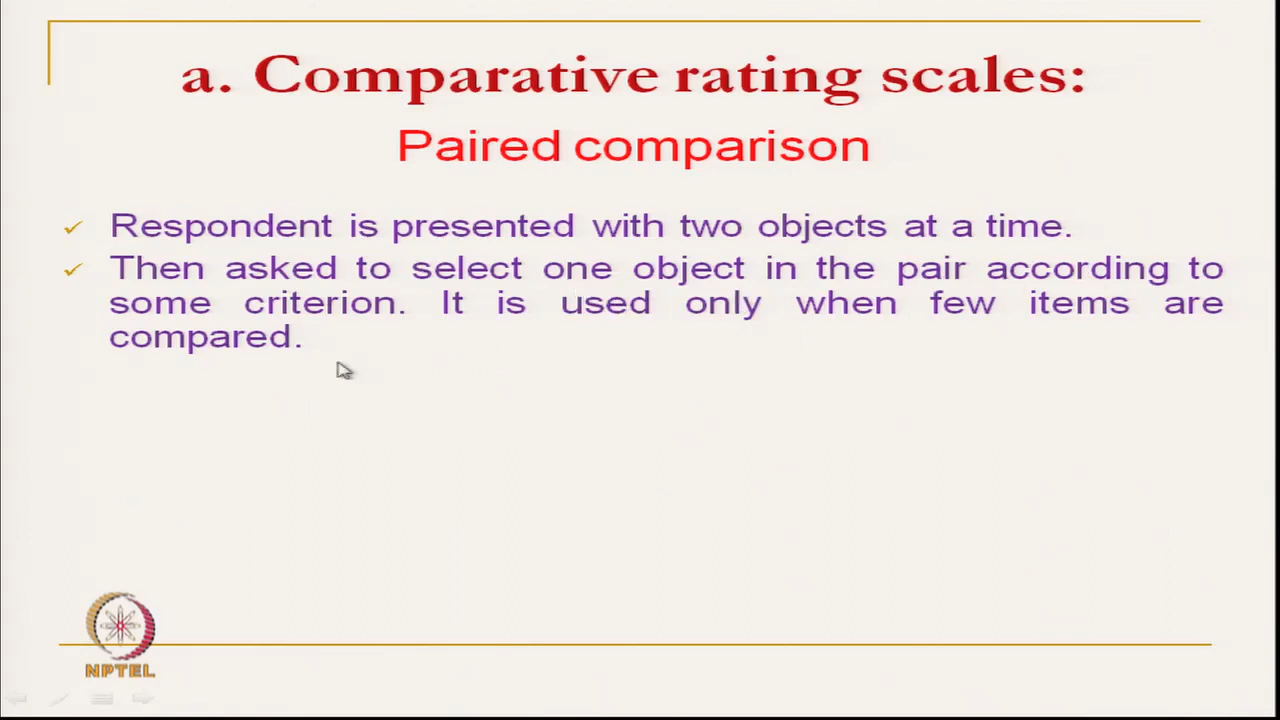 a. Comparative rating scales:
Paired comparison
Respondent is presented with two objects at a time.
Then asked to select one object in the pair according to
some criterion. It is used only when few items are
compared.
NPTEL